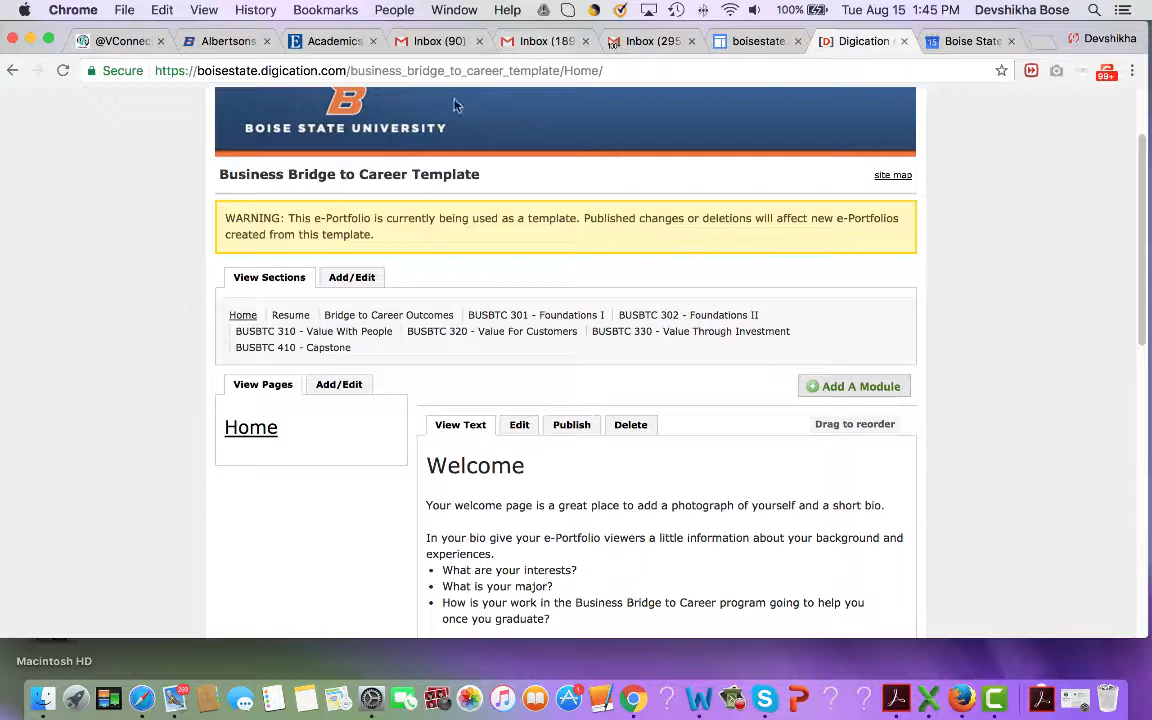 Chrome File Edit View History Bookmarks People Window Help 100% Tue Aug 15 1:45 PM Devshikha Bose
@VConnec Albertsons Academics Inbox (90) Inbox (189 Inbox (295 boisestate. Digication Boise State Devshikha
Secure https://boisestate.digication.com/business_bridge_to_career_template/Home/ 99+
B
BOISE STATE UNIVERSITY
Business Bridge to Career Template site map
WARNING: This e-Portfolio is currently being used as a template. Published changes or deletions will affect new e-Portfolios
created from this template.
View Sections Add/Edit
Home Resume Bridge to Career Outcomes BUSBTC 301 - Foundations I BUSBTC 302 - Foundations II
BUSBTC 310 - Value With People BUSBTC 320 - Value For Customers BUSBTC 330 - Value Through Investment
BUSBTC 410 - Capstone
View Pages Add/Edit Add A Module
Home
View Text Edit Publish Delete Drag to reorder
Welcome
Your welcome page is a great place to add a photograph of yourself and a short bio.
In your bio give your e-Portfolio viewers a little information about your background and
experiences.
• What are your interests?
• What is your major?
• How is your work in the Business Bridge to Career program going to help you
once you graduate?
Macintosh HD